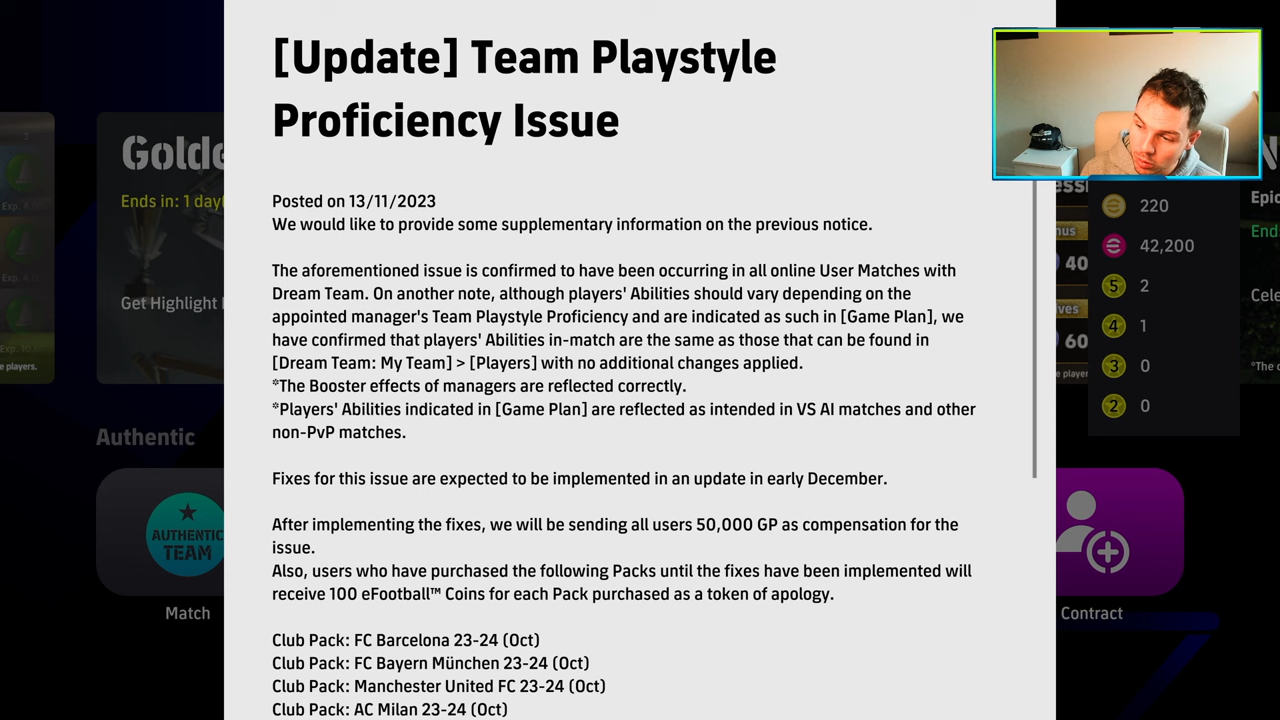 [Update] Team Playstyle
Proficiency Issue
Posted on 13/11/2023
We would like to provide some supplementary information on the previous notice.
The aforementioned issue is confirmed to have been occurring in all online User Matches with
Dream Team. On another note, although players' Abilities should vary depending on the
appointed manager's Team Playstyle Proficiency and are indicated as such in [Game Plan], we
have confirmed that players' Abilities in-match are the same as those that can be found in
[Dream Team: My Team] > [Players] with no additional changes applied.
*The Booster effects of managers are reflected correctly.
*Players' Abilities indicated in [Game Plan] are reflected as intended in VS AI matches and other
non-PvP matches.
Fixes for this issue are expected to be implemented in an update in early December.
After implementing the fixes, we will be sending all users 50,000 GP as compensation for the
issue.
Also, users who have purchased the following Packs until the fixes have been implemented will
receive 100 eFootball™ Coins for each Pack purchased as a token of apology.
Club Pack: FC Barcelona 23-24 (Oct)
Club Pack: FC Bayern München 23-24 (Oct)
Club Pack: Manchester United FC 23-24 (Oct)
Club Pack: AC Milan 23-24 (Oct)
Golde
Ends in: 1 day(
Get Highlight
Authentic
AUTHENTIC
TEAM
Match
220
42,200
5 2
4 1
3 0
2 0
40
60
Epic
End
Cele
Contract